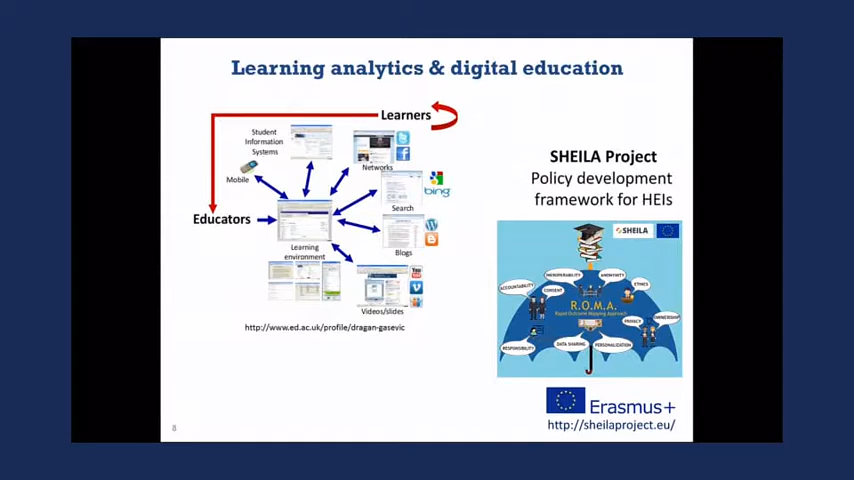 Learning analytics & digital education
Learners
Student
Information
Systems
Mobile
Networks
bing
Search
Educators
Learning
environment
Blogs
You
Videos/slides
http://www.ed.ac.uk/profile/dragan-gasevic
SHEILA Project
Policy development
framework for HEIs
SHEILA
INTEROPERABILITY
ANONYMITY
ACCOUNTABILITY
CONSENT
ETHICS
R.O.M.A.
Rapid Outcome Mapping Approach
PRIVACY
OWNERSHIP
RESPONSIBILITY
DATA SHARING
PERSONALIZATION
Erasmus+
http://sheilaproject.eu/
8